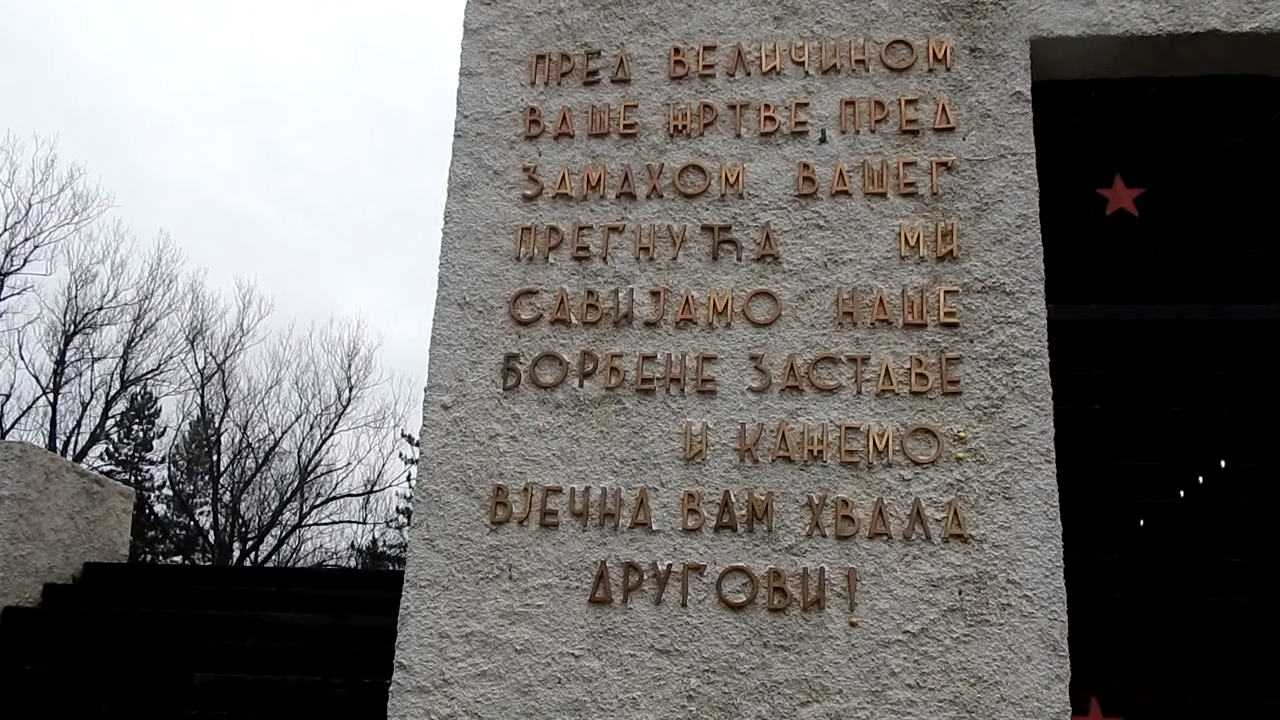 ПРЕД ВЕЛИЧИНОМ
ВАШЕ ЖРТВЕ, ПРЕД
ЗАМАХОМ ВАШЕГ
ПРЕГНУЋА МИ
САВИЈАМО НАШЕ
БОРБЕНЕ ЗАСТАВЕ
И КАЖЕМО:
ВЈЕЧНА ВАМ ХВАЛА
ДРУГОВИ!